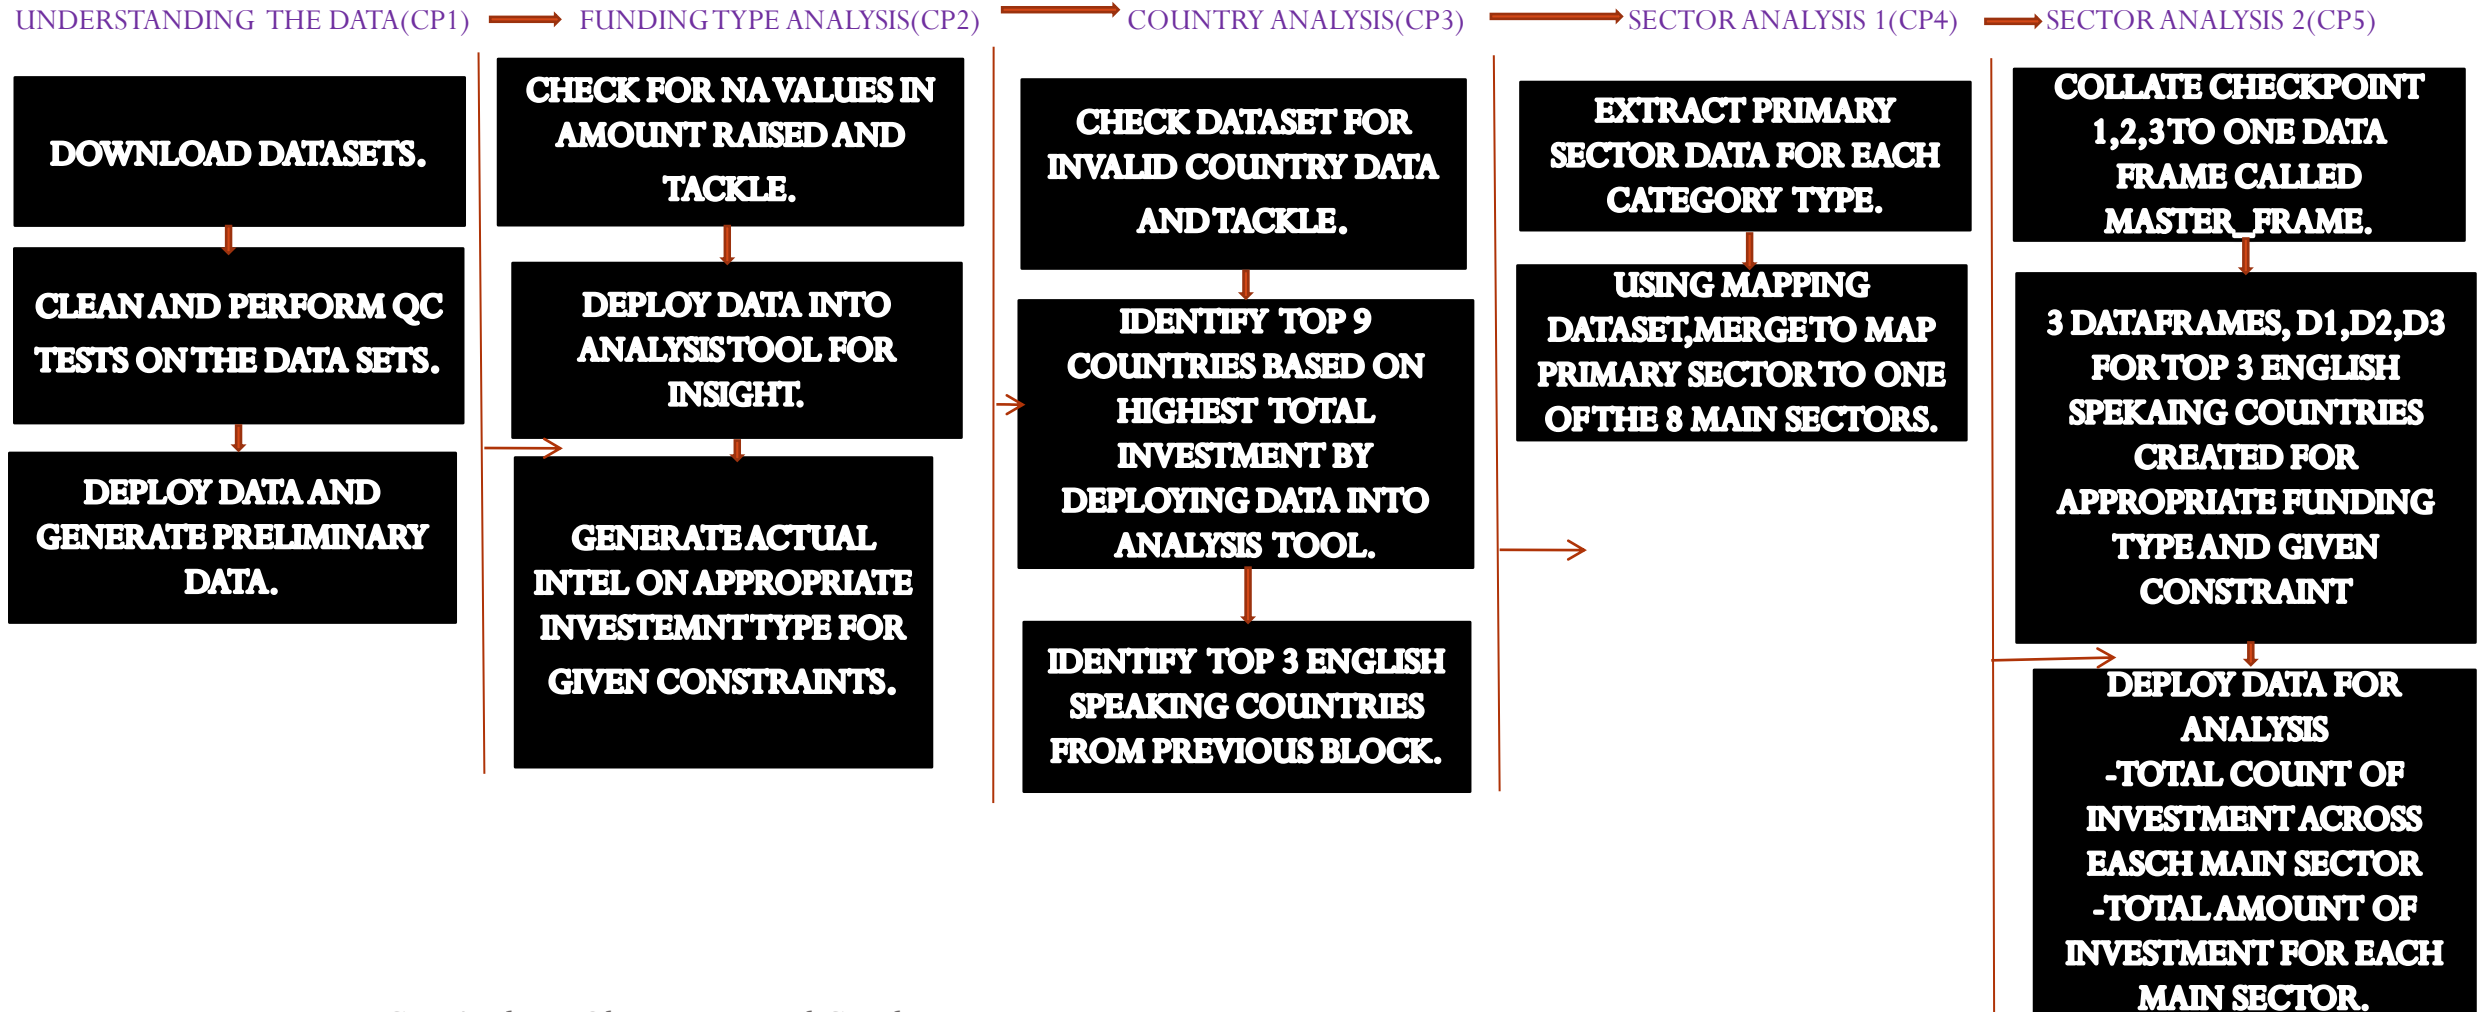 UNDERSTANDING THE DATA(CP1)
FUNDING TYPE ANALYSIS(CP2)
COUNTRY ANALYSIS(CP3)
SECTOR ANALYSIS 1(CP4)
SECTOR ANALYSIS 2(CP5)
DOWNLOAD DATASETS.
CLEAN AND PERFORM QC
TESTS ON THE DATA SETS.
DEPLOY DATA AND
GENERATE PRELIMINARY
DATA.
CHECK FOR NA VALUES IN
AMOUNT RAISED AND
TACKLE.
DEPLOY DATA INTO
ANALYSIS TOOL FOR
INSIGHT.
GENERATE ACTUAL
INTEL ON APPROPRIATE
INVESTEMNT TYPE FOR
GIVEN CONSTRAINTS.
CHECK DATASET FOR
INVALID COUNTRY DATA
AND TACKLE.
IDENTIFY TOP 9
COUNTRIES BASED ON
HIGHEST TOTAL
INVESTMENT BY
DEPLOYING DATA INTO
ANALYSIS TOOL.
IDENTIFY TOP 3 ENGLISH
SPEAKING COUNTRIES
FROM PREVIOUS BLOCK.
EXTRACT PRIMARY
SECTOR DATA FOR EACH
CATEGORY TYPE.
USING MAPPING
DATASET,MERGE TO MAP
PRIMARY SECTOR TO ONE
OF THE 8 MAIN SECTORS.
COLLATE CHECKPOINT
1,2,3 TO ONE DATA
FRAME CALLED
MASTER_FRAME.
3 DATAFRAMES, D1,D2,D3
FOR TOP 3 ENGLISH
SPEKAING COUNTRIES
CREATED FOR
APPROPRIATE FUNDING
TYPE AND GIVEN
CONSTRAINT
DEPLOY DATA FOR
ANALYSIS
-TOTAL COUNT OF
INVESTMENT ACROSS
EASCH MAIN SECTOR
-TOTAL AMOUNT OF
INVESTMENT FOR EACH
MAIN SECTOR.